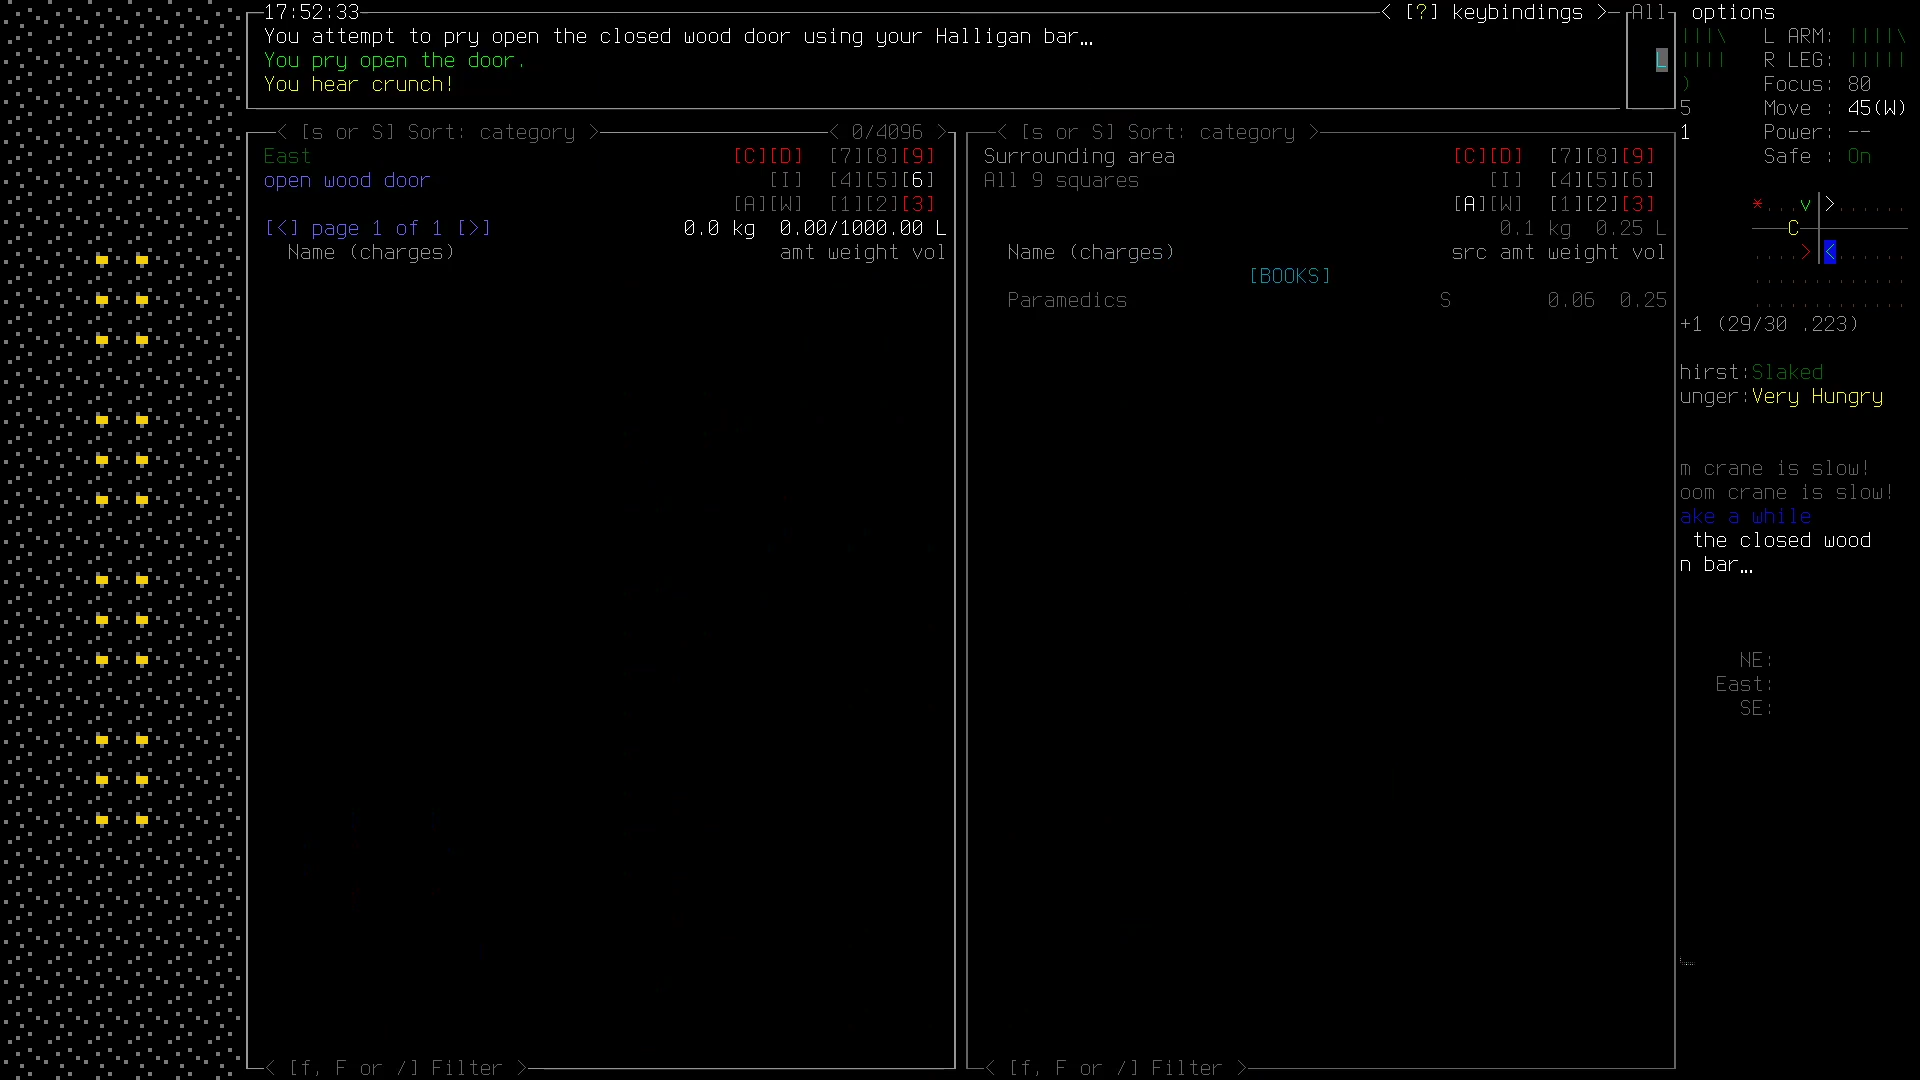 17:52:33 < [?] keybindings > All options
You attempt to pry open the closed wood door using your Halligan bar…
You pry open the door.
You hear crunch!
L
L ARM: ||||\
R LEG: |||||
Focus: 80
5 Move : 45(W)
1 Power: --
Safe : On
< [s or S] Sort: category > < 0/4096 >
East [C][D] [7][8][9]
open wood door [I] [4][5][6]
[A][W] [1][2][3]
[<] page 1 of 1 [>] 0.0 kg 0.00/1000.00 L
Name (charges) amt weight vol
< [f, F or /] Filter >
< [s or S] Sort: category >
Surrounding area [C][D] [7][8][9]
All 9 squares [I] [4][5][6]
[A][W] [1][2][3]
0.1 kg 0.25 L
Name (charges) src amt weight vol
[BOOKS]
Paramedics S 0.06 0.25
< [f, F or /] Filter >
+1 (29/30 .223)
hirst:Slaked
unger:Very Hungry
m crane is slow!
oom crane is slow!
ake a while
the closed wood
n bar…
NE:
East:
SE: